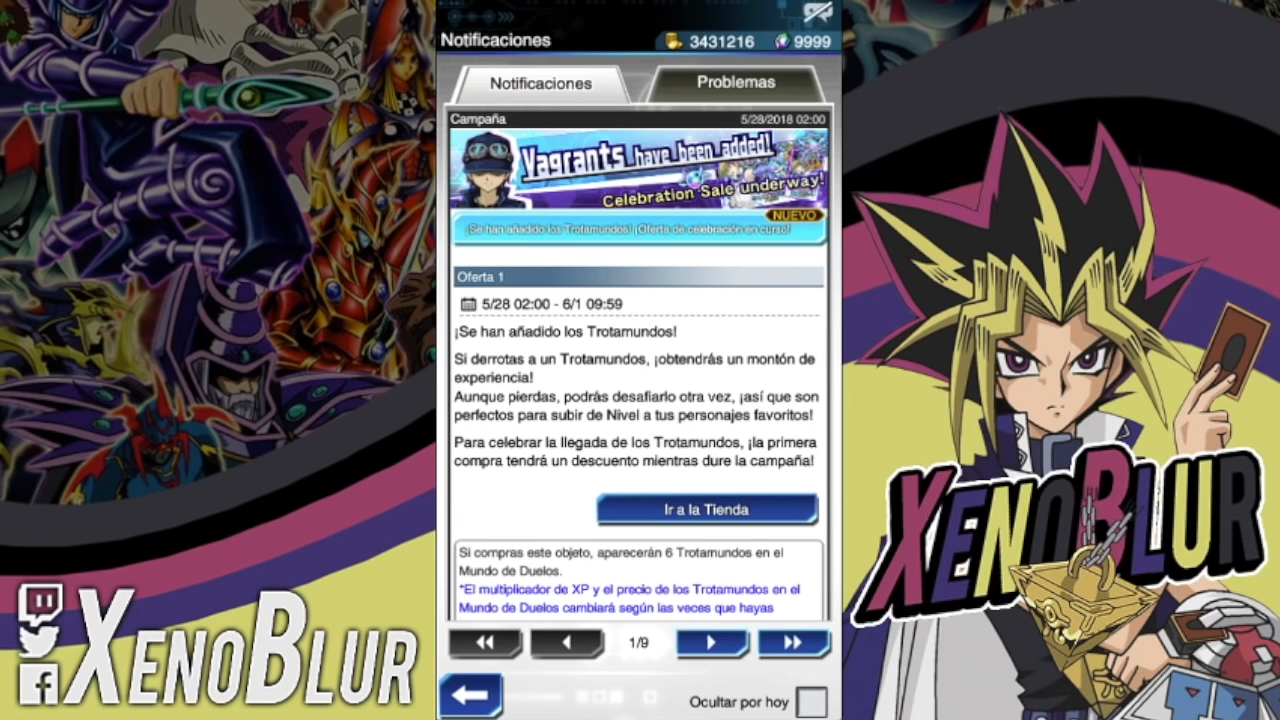 Notificaciones
3431216
9999
Notificaciones
Problemas
Campaña
5/28/2018 02:00
Vagrants have been added!
Celebration Sale underway!
NUEVO
¡Se han añadido los Trotamundos! ¡Oferta de celebración en curso!
Oferta 1
5/28 02:00 - 6/1 09:59
¡Se han añadido los Trotamundos!
Si derrotas a un Trotamundos, ¡obtendrás un montón de
experiencia!
Aunque pierdas, podrás desafiarlo otra vez, ¡así que son
perfectos para subir de Nivel a tus personajes favoritos!
Para celebrar la llegada de los Trotamundos, ¡la primera
compra tendrá un descuento mientras dure la campaña!
Ir a la Tienda
Si compras este objeto, aparecerán 6 Trotamundos en el
Mundo de Duelos.
*El multiplicador de XP y el precio de los Trotamundos en el
Mundo de Duelos cambiará según las veces que hayas
1/9
Ocultar por hoy
XENOBLUR
XENOBLUR